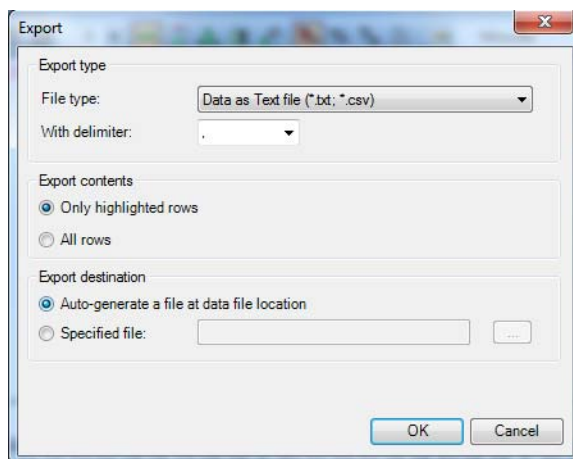 Export
Export type
File type: Data as Text file (*.txt; *.csv)
With delimiter: ,
Export contents
Only highlighted rows
All rows
Export destination
Auto-generate a file at data file location
Specified file: ...
OK Cancel